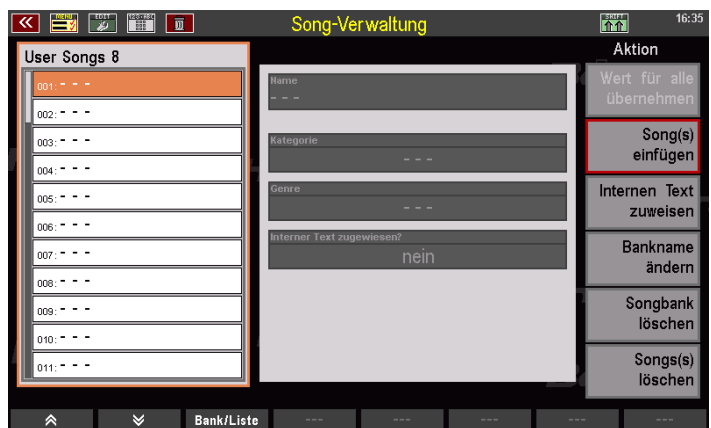 MENU
EDIT
123-ABC
Song-Verwaltung
SHIFT
16:35
User Songs 8
001: - - -
002: - - -
003: - - -
004: - - -
005: - - -
006: - - -
007: - - -
008: - - -
009: - - -
010: - - -
011: - - -
Name
- - -
Kategorie
- - -
Genre
- - -
Interner Text zugewiesen?
nein
Aktion
Wert für alle
übernehmen
Song(s)
einfügen
Internen Text
zuweisen
Bankname
ändern
Songbank
löschen
Songs(s)
löschen
Bank/Liste
---
---
---
---
---